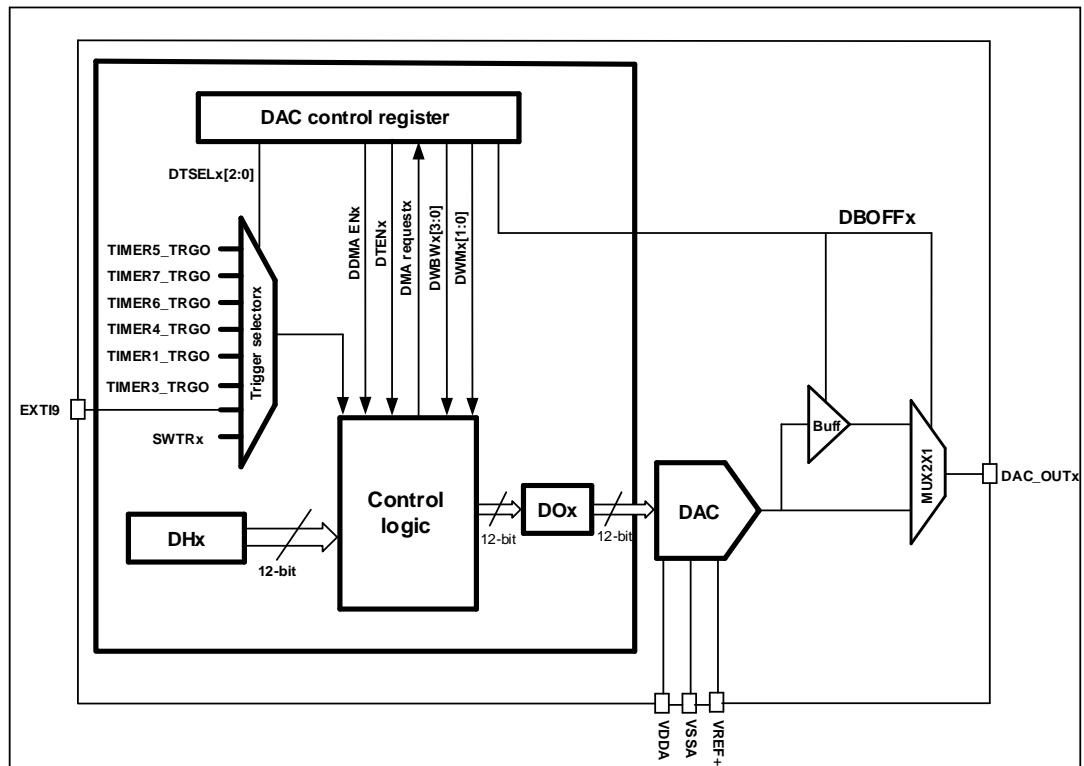 DAC control register
DTSELx[2:0]
DDMA ENx
DTENx
DMA requestx
DWBWx[3:0]
DWMx[1:0]
DBOFFx
TIMER5_TRGO
TIMER7_TRGO
TIMER6_TRGO
TIMER4_TRGO
TIMER1_TRGO
TIMER3_TRGO
EXTI9
SWTRx
Trigger selectorx
Buff
MUX2X1
DAC_OUTx
Control
logic
DHx
12-bit
12-bit
DOx
12-bit
DAC
VDDA
VSSA
VREF+